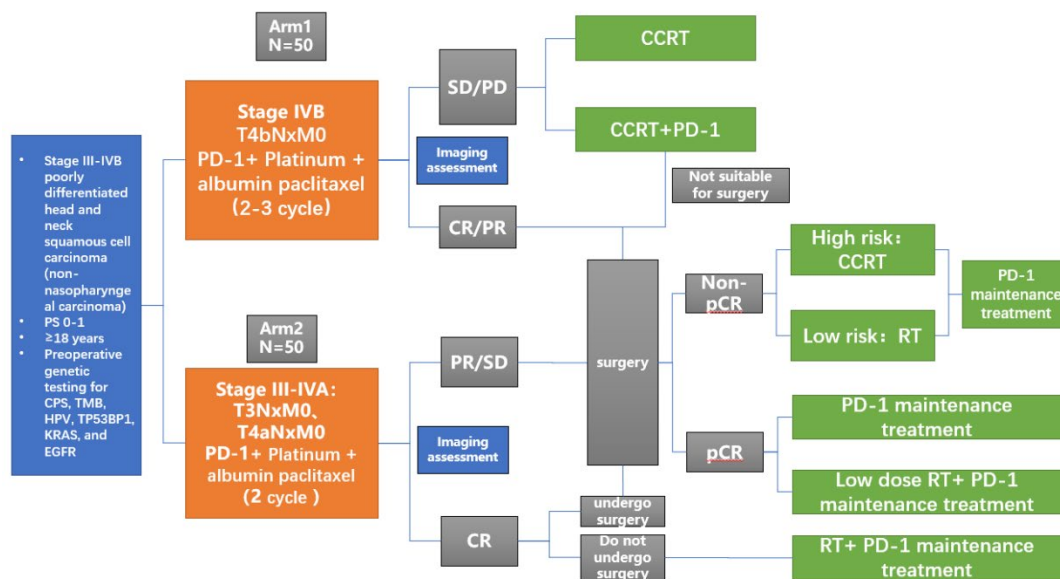 • Stage III-IVB
poorly
differentiated
head and
neck
squamous cell
carcinoma
(non-
nasopharynge
al carcinoma)
• PS 0-1
• ≥18 years
• Preoperative
genetic
testing for
CPS, TMB,
HPV, TP53BP1,
KRAS, and
EGFR
Arm1
N=50
Stage IVB
T4bNxM0
PD-1+ Platinum +
albumin paclitaxel
(2-3 cycle)
Arm2
N=50
Stage III-IVA:
T3NxM0、
T4aNxM0
PD-1+ Platinum +
albumin paclitaxel
(2 cycle )
SD/PD
Imaging
assessment
CR/PR
PR/SD
Imaging
assessment
CR
CCRT
CCRT+PD-1
Not suitable
for surgery
surgery
undergo
surgery
Do not
undergo
surgery
Non-
pCR
pCR
High risk：
CCRT
Low risk：RT
PD-1
maintenance
treatment
PD-1 maintenance
treatment
Low dose RT+ PD-1
maintenance treatment
RT+ PD-1 maintenance
treatment